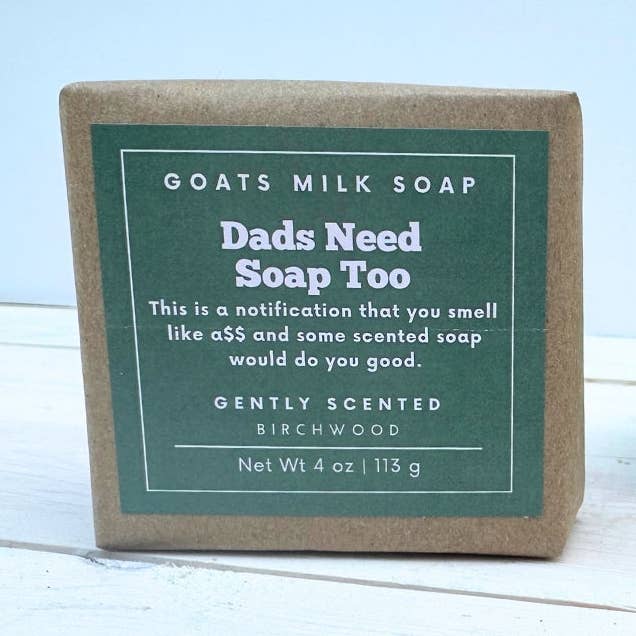 GOATS MILK SOAP
Dads Need
Soap Too
This is a notification that you smell
like a$$ and some scented soap
would do you good.
GENTLY SCENTED
BIRCHWOOD
Net Wt 4 oz | 113 g